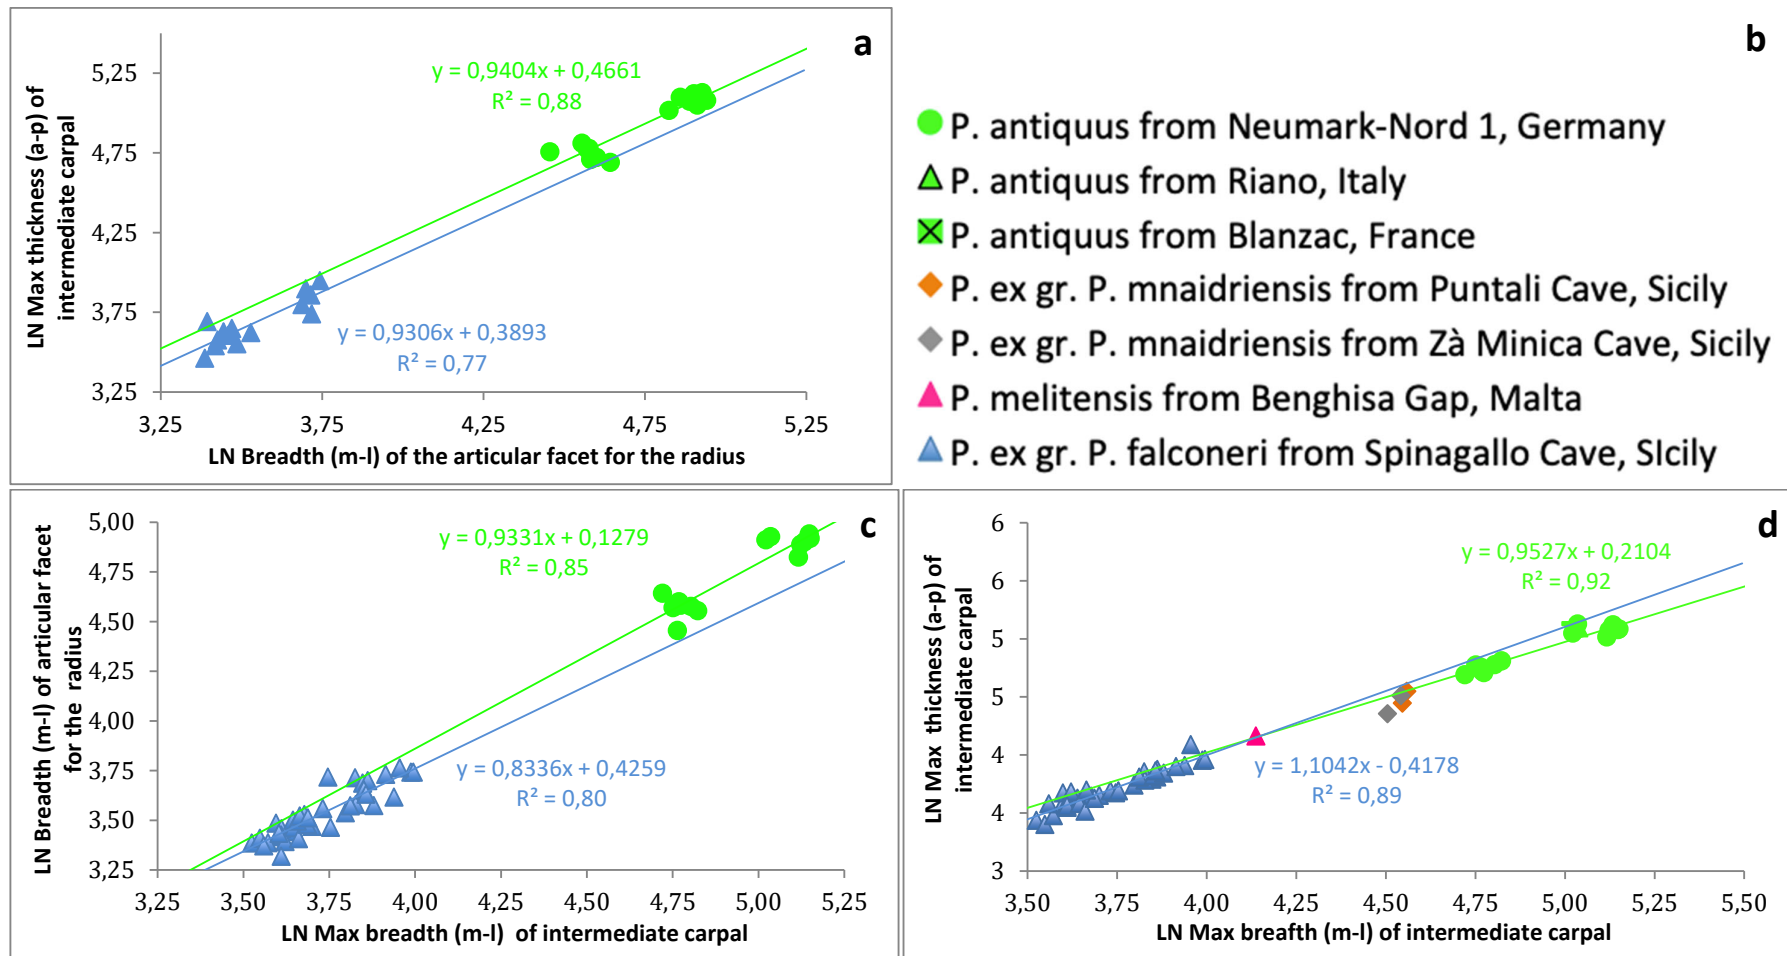 a
y = 0,9404x + 0,4661
R² = 0,88
y = 0,9306x + 0,3893
R² = 0,77
LN Max thickness (a-p) of
intermediate carpal
5,25
4,75
4,25
3,75
3,25
3,25 3,75 4,25 4,75 5,25
LN Breadth (m-l) of the articular facet for the radius
b
P. antiquus from Neumark-Nord 1, Germany
P. antiquus from Riano, Italy
P. antiquus from Blanzac, France
P. ex gr. P. mnaidriensis from Puntali Cave, Sicily
P. ex gr. P. mnaidriensis from Zà Minica Cave, Sicily
P. melitensis from Benghisa Gap, Malta
P. ex gr. P. falconeri from Spinagallo Cave, SIcily
c
y = 0,9331x + 0,1279
R² = 0,85
y = 0,8336x + 0,4259
R² = 0,80
LN Breadth (m-l) of articular facet
for the radius
5,00
4,75
4,50
4,25
4,00
3,75
3,50
3,25
3,25 3,50 3,75 4,00 4,25 4,50 4,75 5,00 5,25
LN Max breadth (m-l) of intermediate carpal
d
y = 0,9527x + 0,2104
R² = 0,92
y = 1,1042x - 0,4178
R² = 0,89
LN Max thickness (a-p) of
intermediate carpal
6
6
5
5
4
4
3
3,50 3,75 4,00 4,25 4,50 4,75 5,00 5,25 5,50
LN Max breafth (m-l) of intermediate carpal